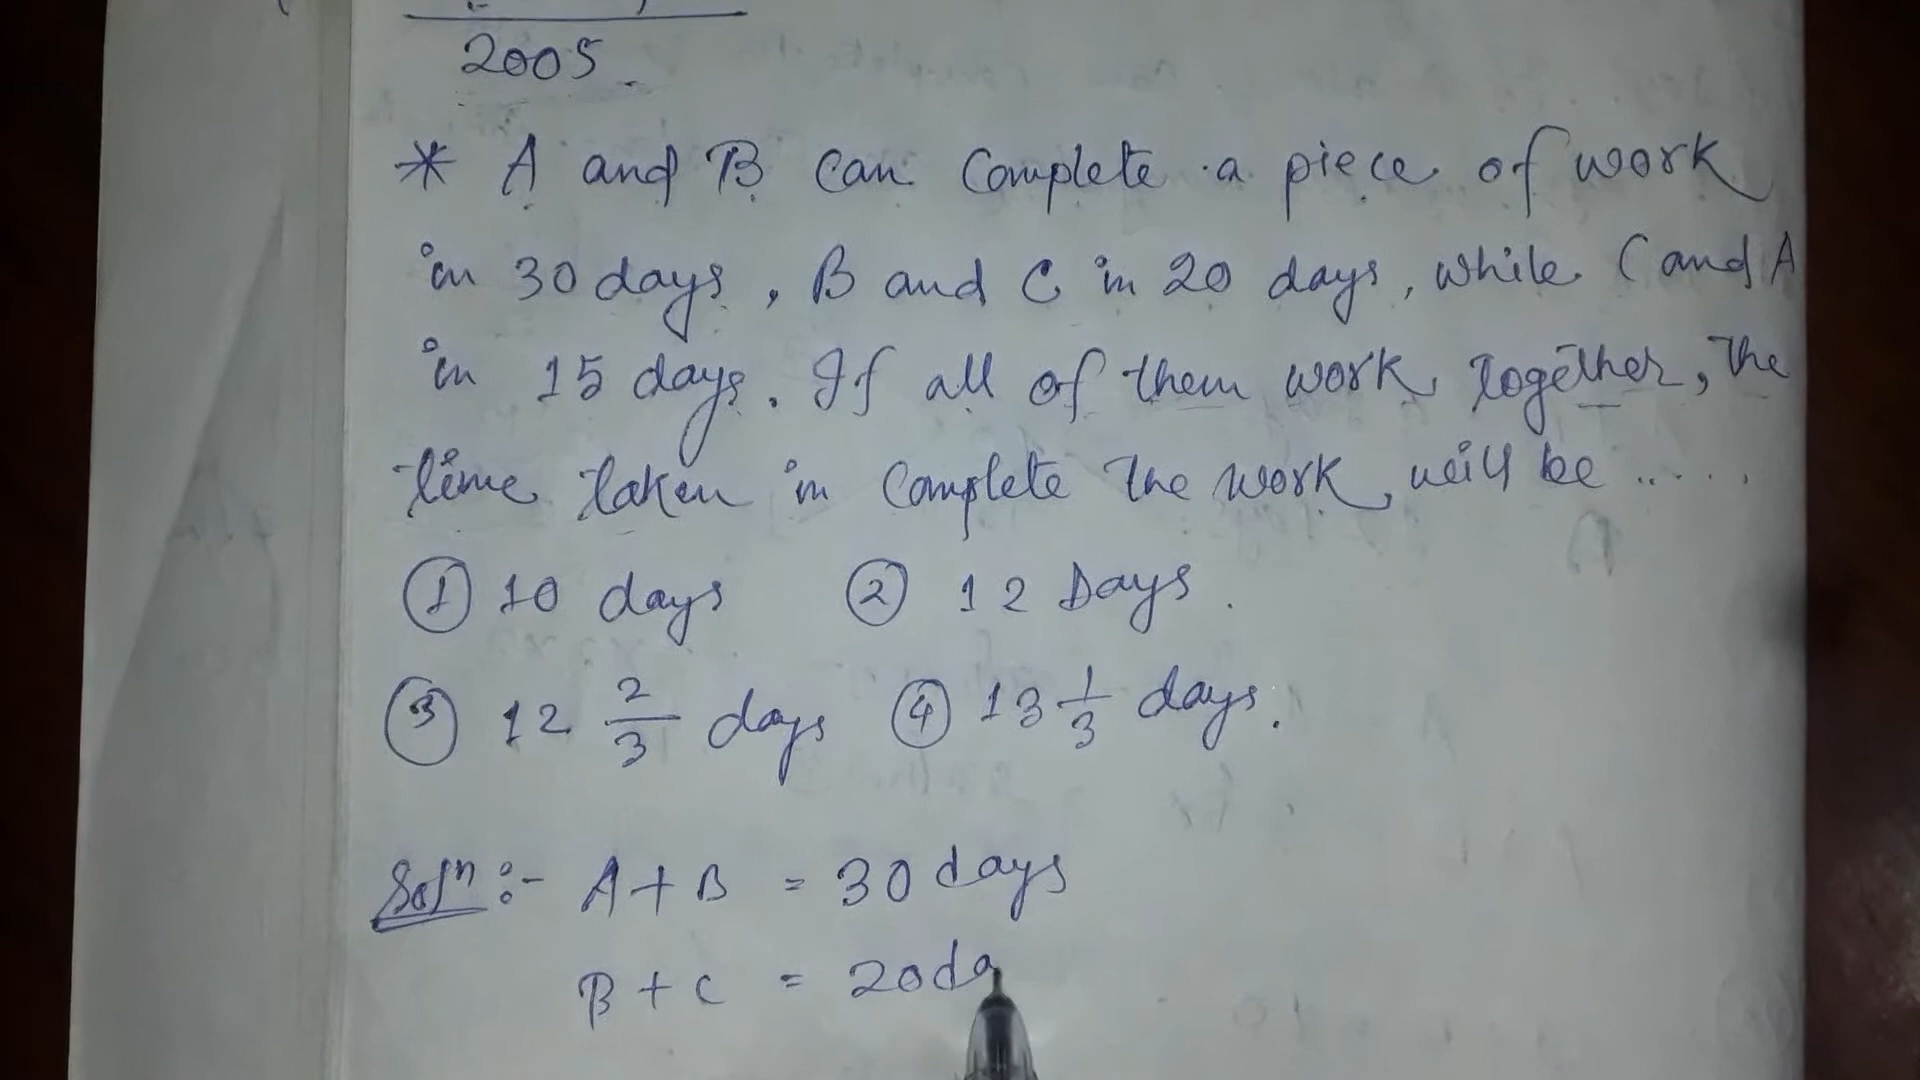 2005.
* A and B can complete a piece of work
in 30 days, B and C in 20 days, while C and A
in 15 days. If all of them work together, the
time taken in complete the work will be .....
① 10 days ② 12 Days.
③ 12 2/3 days ④ 13 1/3 days.
Solⁿ :- A + B = 30 days
B + C = 20 da